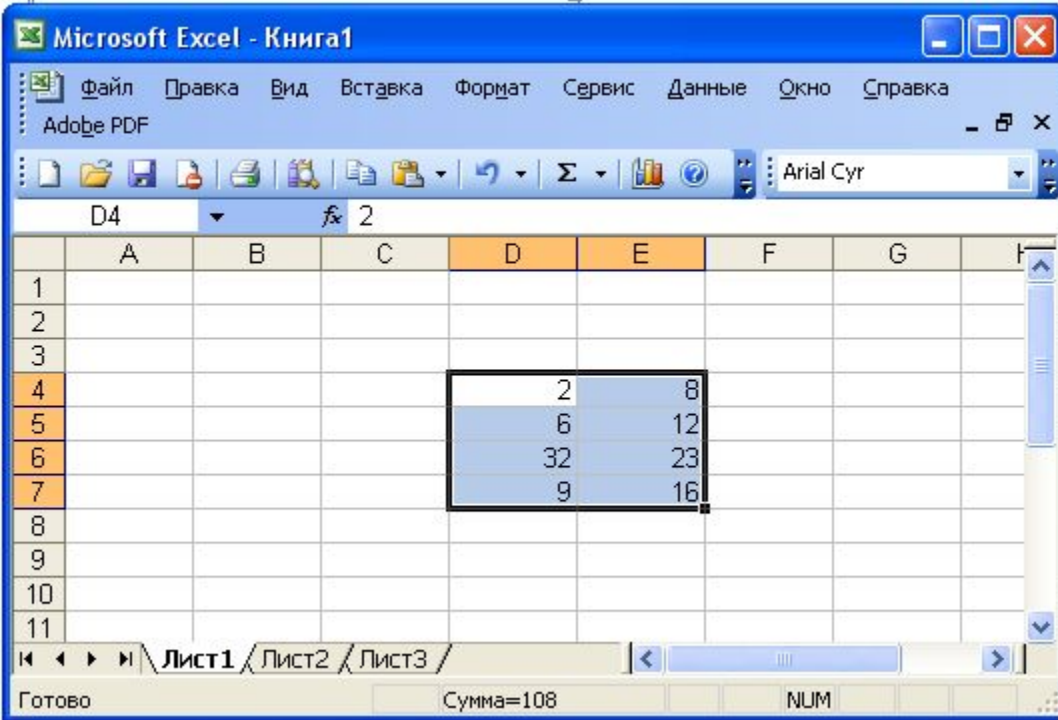 Microsoft Excel - Книга1
Файл Правка Вид Вставка Формат Сервис Данные Окно Справка
Adobe PDF
Σ Arial Cyr
D4 fx 2
A B C D E F G H
1
2
3
4 2 8
5 6 12
6 32 23
7 9 16
8
9
10
11
Лист1 Лист2 Лист3
Готово Сумма=108 NUM